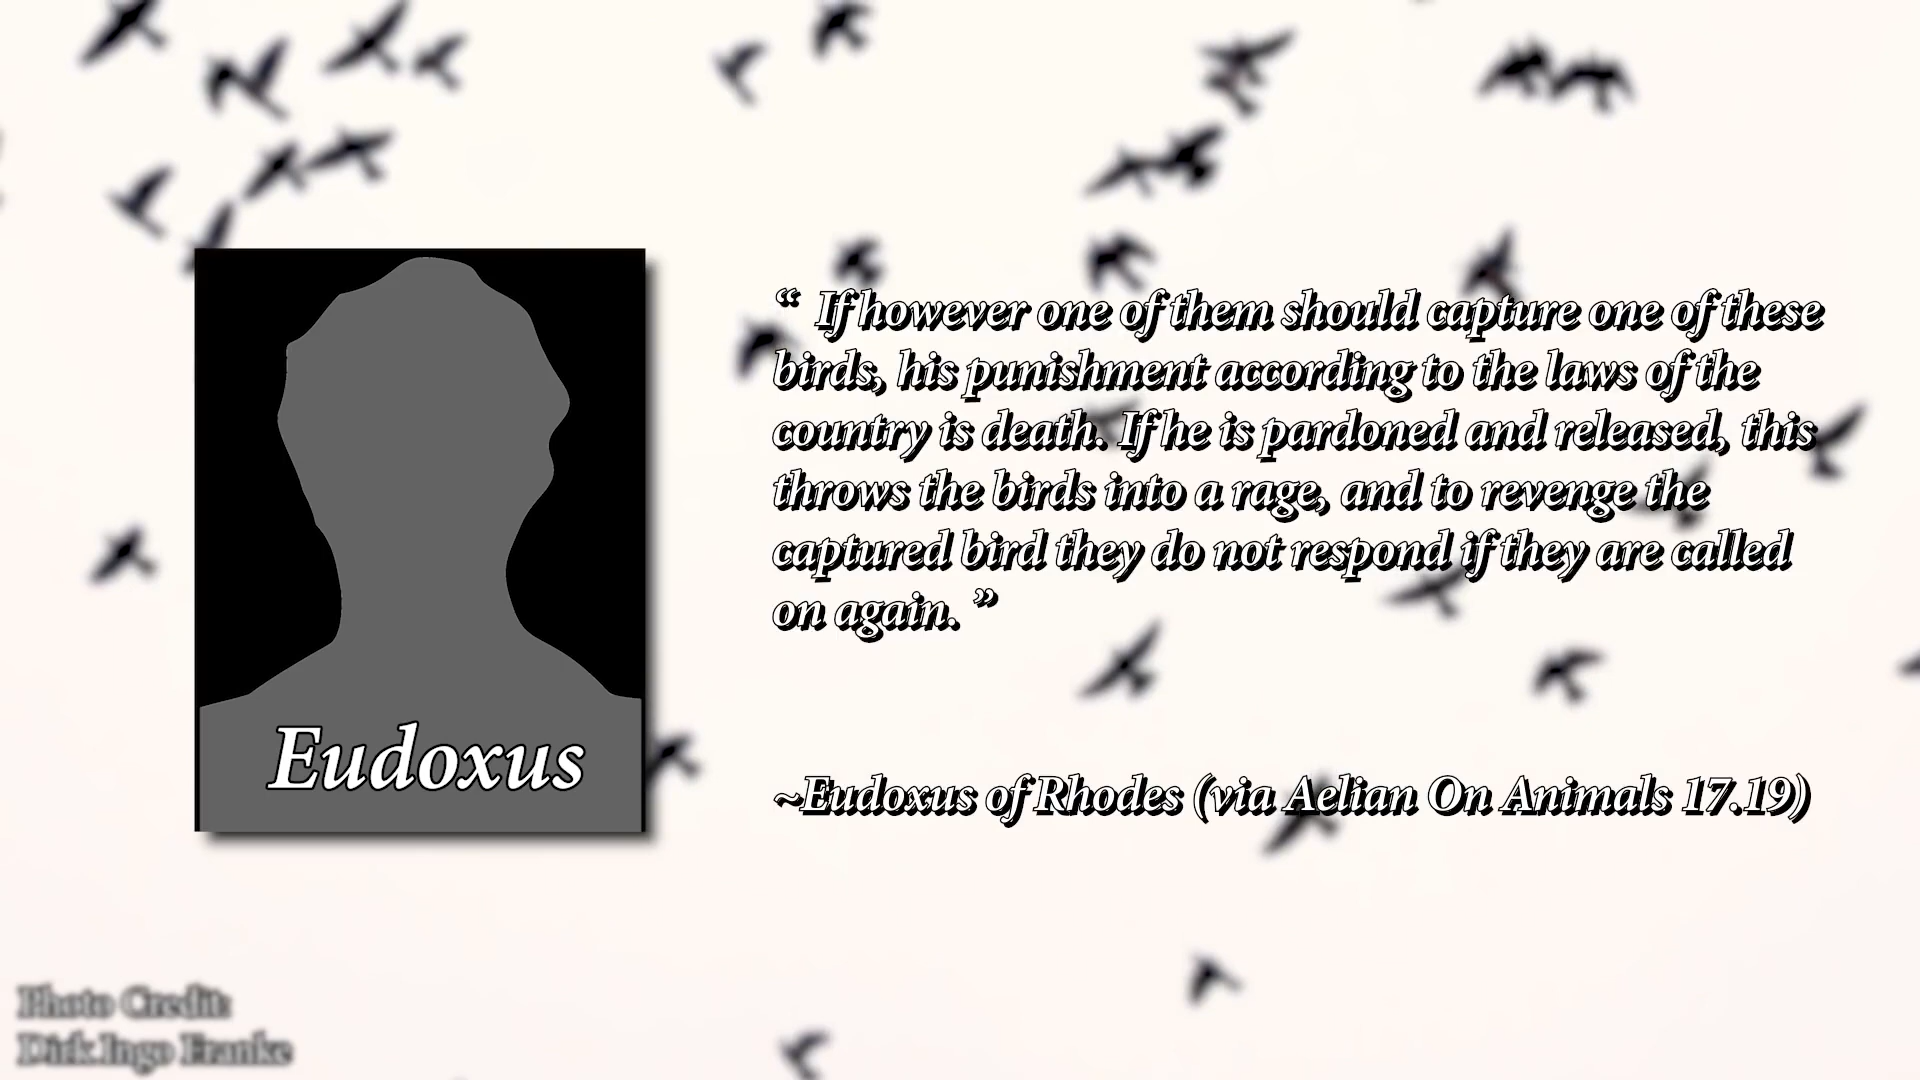 “ If however one of them should capture one of these
birds, his punishment according to the laws of the
country is death. If he is pardoned and released, this
throws the birds into a rage, and to revenge the
captured bird they do not respond if they are called
on again. ”
Eudoxus
~Eudoxus of Rhodes (via Aelian On Animals 17.19)
Photo Credit:
Dirk Ingo Franke